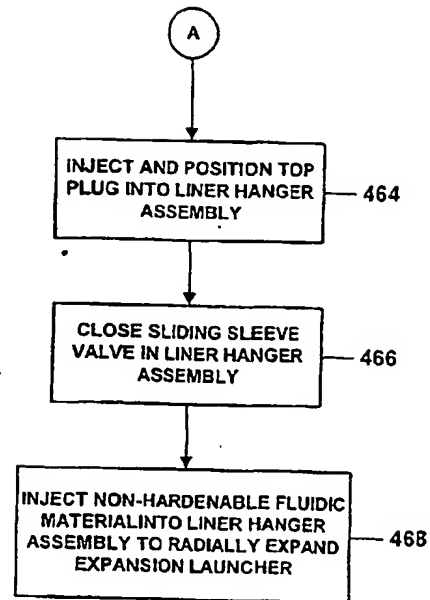 A
INJECT AND POSITION TOP
PLUG INTO LINER HANGER
ASSEMBLY
464
CLOSE SLIDING SLEEVE
VALVE IN LINER HANGER
ASSEMBLY
466
INJECT NON-HARDENABLE FLUIDIC
MATERIALINTO LINER HANGER
ASSEMBLY TO RADIALLY EXPAND
EXPANSION LAUNCHER
468